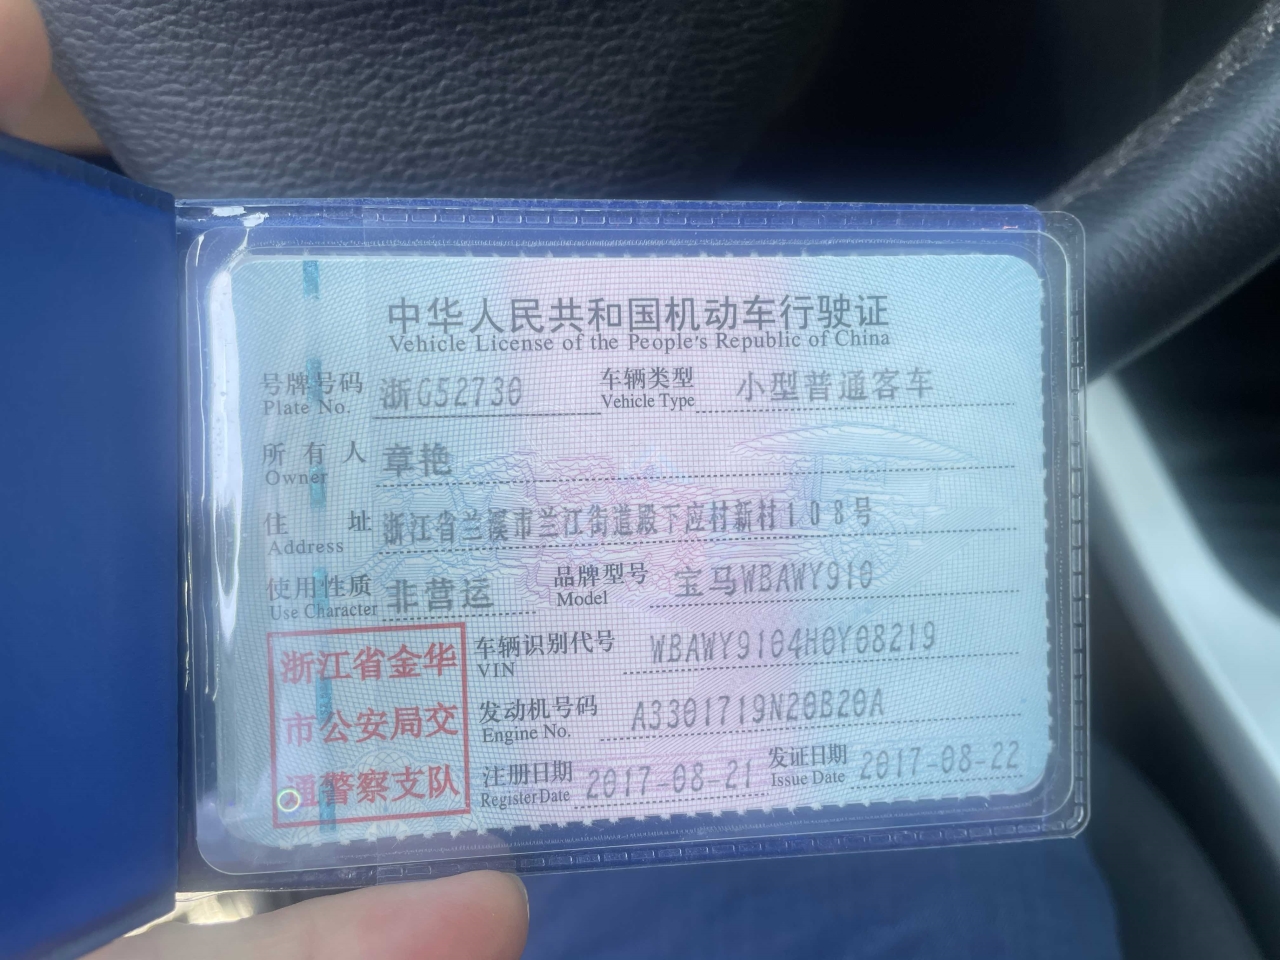 中华人民共和国机动车行驶证
Vehicle License of the People's Republic of China
号牌号码 浙G52730 车辆类型 小型普通客车
Plate No. Vehicle Type
所有人 章艳
Owner
住址 浙江省兰溪市兰江街道殿下应村新村108号
Address
使用性质 非营运 品牌型号 宝马WBAWY910
Use Character Model
浙江省金华
市公安局交
通警察支队
车辆识别代号 WBAWY9104H0Y08219
VIN
发动机号码 A3301719N20B20A
Engine No.
注册日期 2017-08-21 发证日期 2017-08-22
Register Date Issue Date